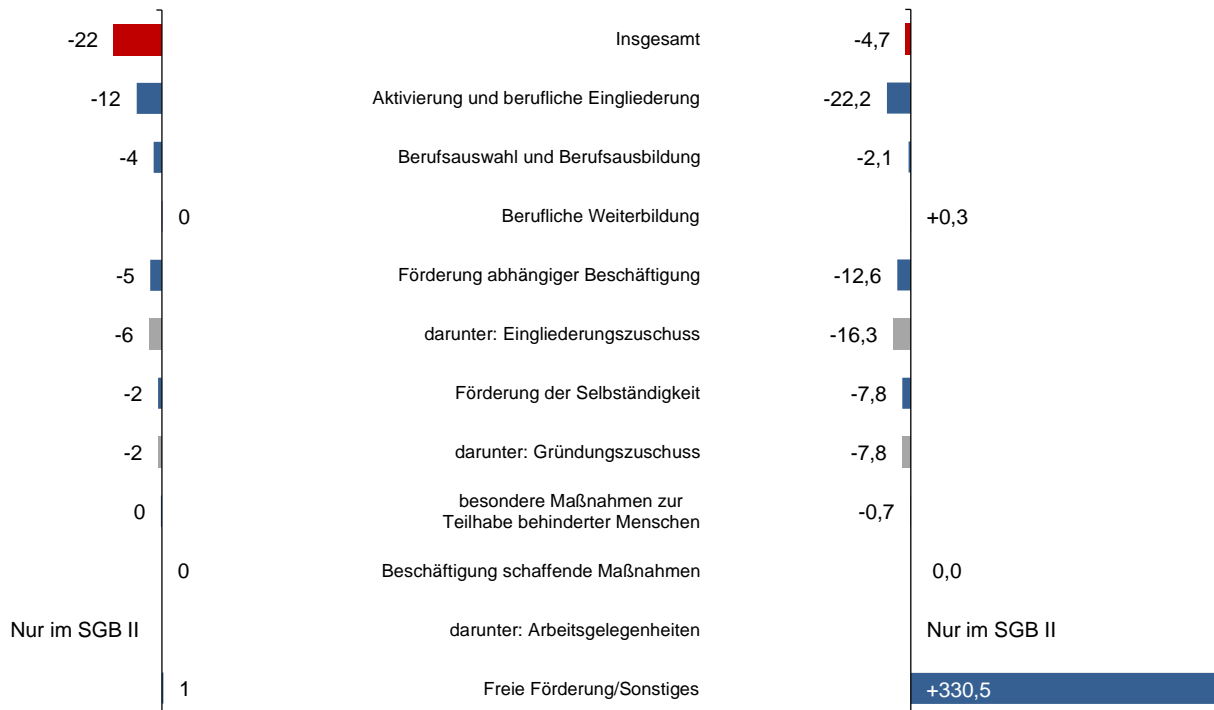 -22 Insgesamt -4,7
-12 Aktivierung und berufliche Eingliederung -22,2
-4 Berufsauswahl und Berufsausbildung -2,1
0 Berufliche Weiterbildung +0,3
-5 Förderung abhängiger Beschäftigung -12,6
-6 darunter: Eingliederungszuschuss -16,3
-2 Förderung der Selbständigkeit -7,8
-2 darunter: Gründungszuschuss -7,8
besondere Maßnahmen zur
0 Teilhabe behinderter Menschen -0,7
0 Beschäftigung schaffende Maßnahmen 0,0
Nur im SGB II darunter: Arbeitsgelegenheiten Nur im SGB II
1 Freie Förderung/Sonstiges +330,5